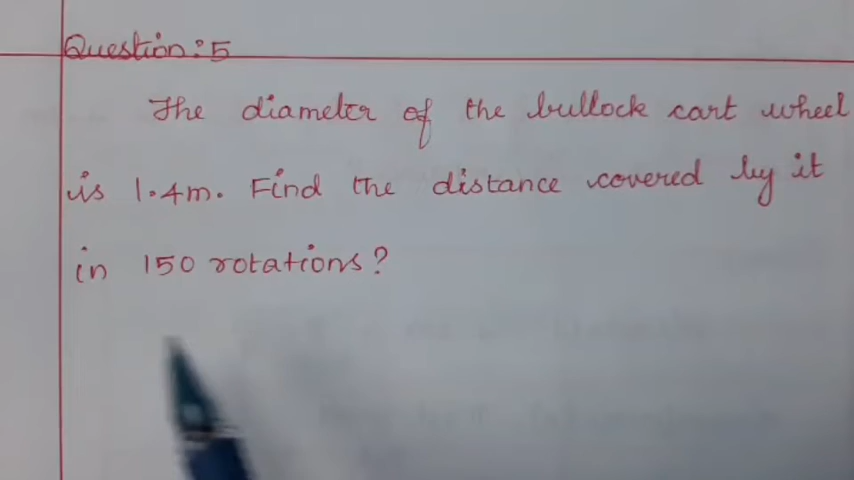 Question: 5
The diameter of the bullock cart wheel
is 1.4m. Find the distance covered by it
in 150 rotations?